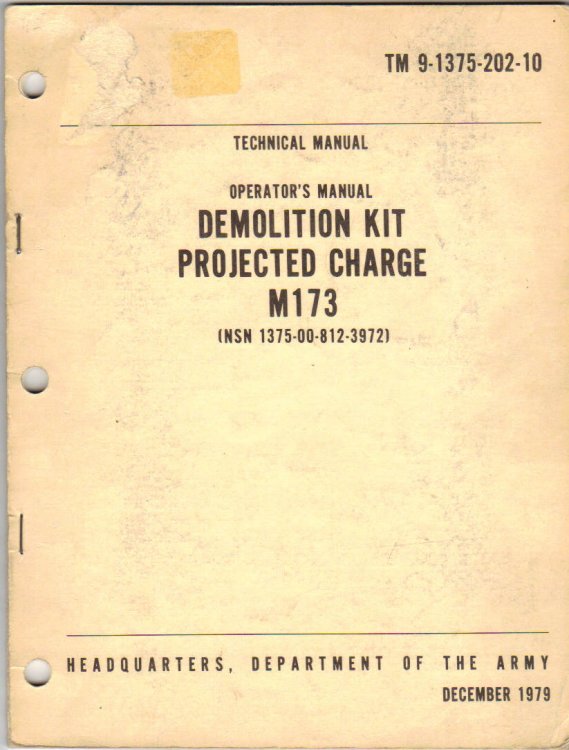 TM 9-1375-202-10
TECHNICAL MANUAL
OPERATOR'S MANUAL
DEMOLITION KIT
PROJECTED CHARGE
M173
(NSN 1375-00-812-3972)
HEADQUARTERS, DEPARTMENT OF THE ARMY
DECEMBER 1979